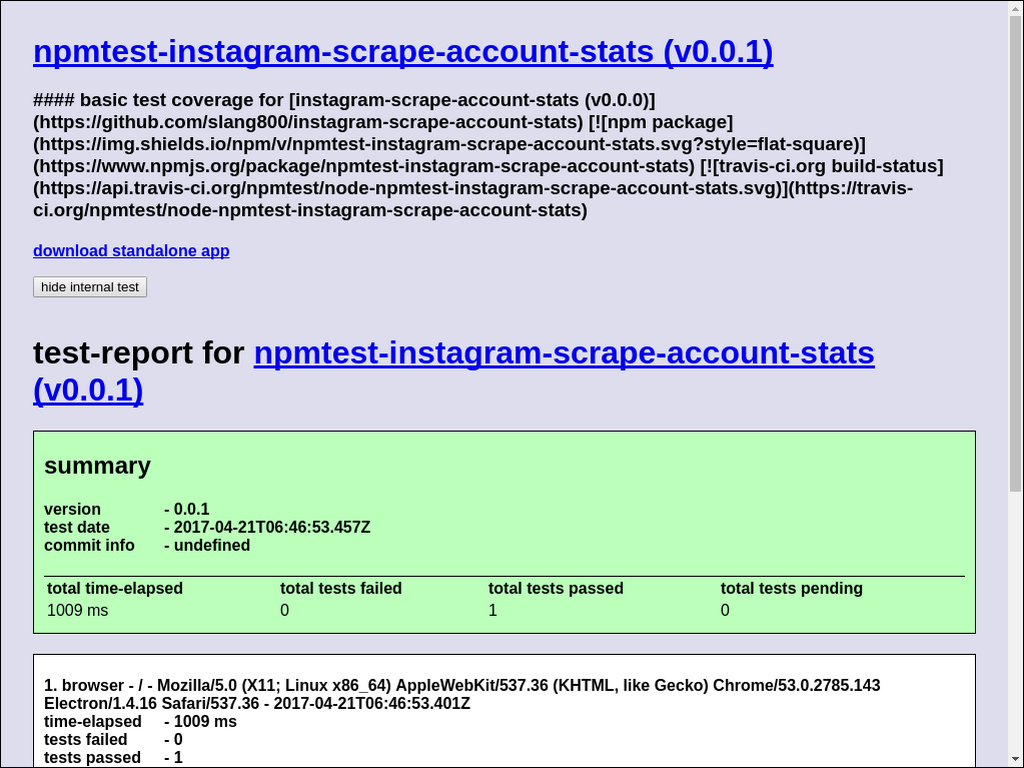 npmtest-instagram-scrape-account-stats (v0.0.1)
#### basic test coverage for [instagram-scrape-account-stats (v0.0.0)]
(https://github.com/slang800/instagram-scrape-account-stats) [![npm package]
(https://img.shields.io/npm/v/npmtest-instagram-scrape-account-stats.svg?style=flat-square)]
(https://www.npmjs.org/package/npmtest-instagram-scrape-account-stats) [![travis-ci.org build-status]
(https://api.travis-ci.org/npmtest/node-npmtest-instagram-scrape-account-stats.svg)](https://travis-
ci.org/npmtest/node-npmtest-instagram-scrape-account-stats)
download standalone app
hide internal test
test-report for npmtest-instagram-scrape-account-stats
(v0.0.1)
summary
version - 0.0.1
test date - 2017-04-21T06:46:53.457Z
commit info - undefined
total time-elapsed total tests failed total tests passed total tests pending
1009 ms 0 1 0
1. browser - / - Mozilla/5.0 (X11; Linux x86_64) AppleWebKit/537.36 (KHTML, like Gecko) Chrome/53.0.2785.143
Electron/1.4.16 Safari/537.36 - 2017-04-21T06:46:53.401Z
time-elapsed - 1009 ms
tests failed - 0
tests passed - 1